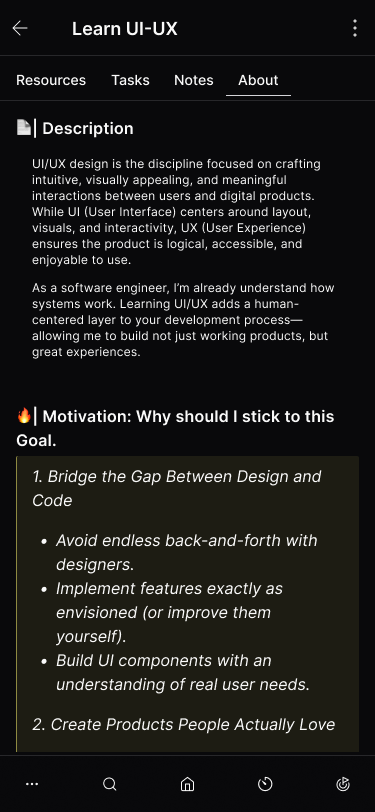 Learn UI-UX
Resources Tasks Notes About
| Description
UI/UX design is the discipline focused on crafting
intuitive, visually appealing, and meaningful
interactions between users and digital products.
While UI (User Interface) centers around layout,
visuals, and interactivity, UX (User Experience)
ensures the product is logical, accessible, and
enjoyable to use.
As a software engineer, I’m already understand how
systems work. Learning UI/UX adds a human-
centered layer to your development process—
allowing me to build not just working products, but
great experiences.
| Motivation: Why should I stick to this
Goal.
1. Bridge the Gap Between Design and
Code
• Avoid endless back-and-forth with
designers.
• Implement features exactly as
envisioned (or improve them
yourself).
• Build UI components with an
understanding of real user needs.
2. Create Products People Actually Love